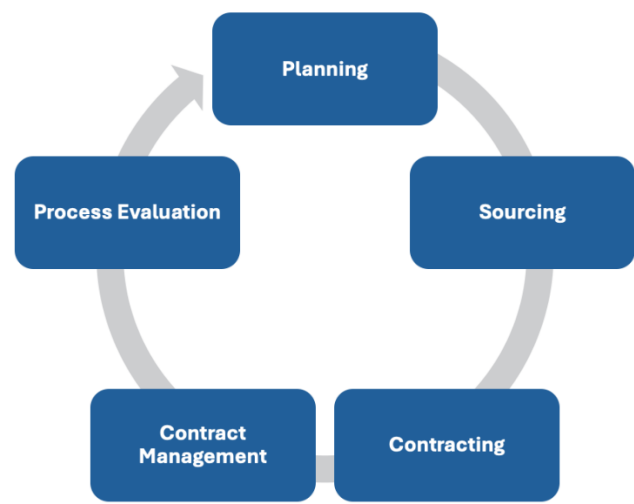 Planning
Sourcing
Contracting
Contract
Management
Process Evaluation